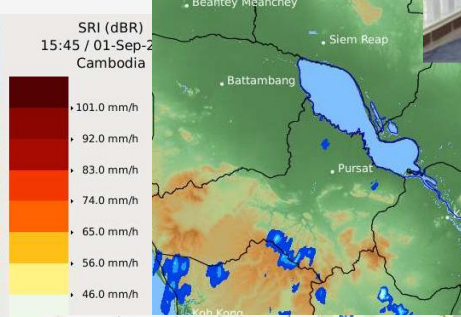 SRI (dBR)
15:45 / 01-Sep-2
Cambodia
101.0 mm/h
92.0 mm/h
83.0 mm/h
74.0 mm/h
65.0 mm/h
56.0 mm/h
46.0 mm/h
Beantey Meanchey
Siem Reap
Battambang
Pursat
Koh Kong